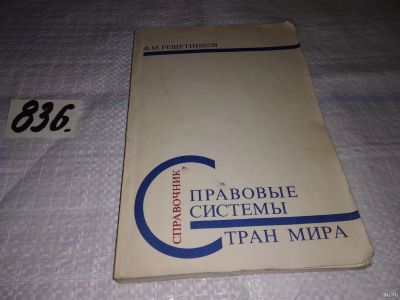 Ф.М.РЕШЕТНИКОВ
836.
СПРАВОЧНИК
ПРАВОВЫЕ
СИСТЕМЫ
СТРАН МИРА